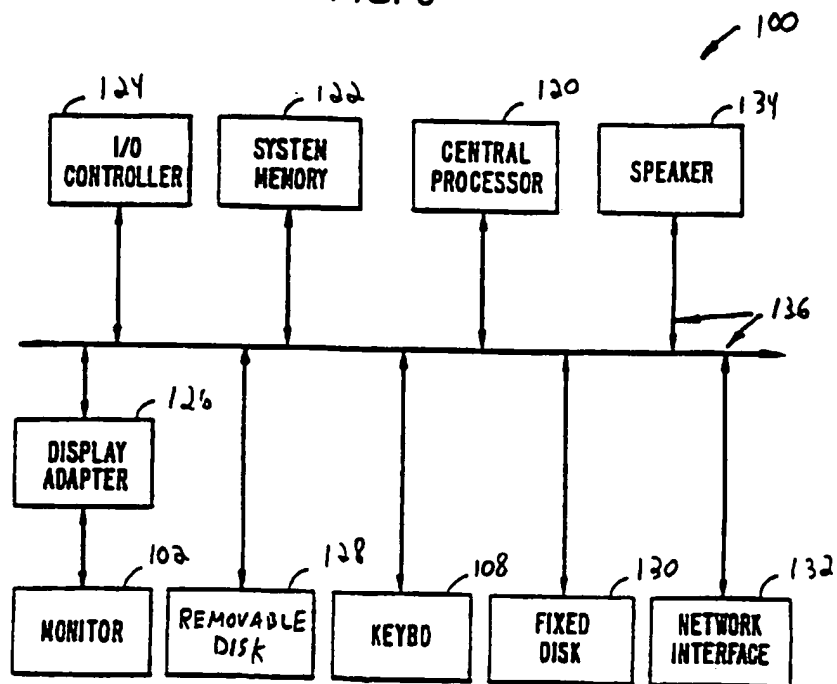 100
124
122
120
134
I/O
CONTROLLER
SYSTEM
MEMORY
CENTRAL
PROCESSOR
SPEAKER
136
126
DISPLAY
ADAPTER
102
128
108
130
132
MONITOR
REMOVABLE
DISK
KEYBD
FIXED
DISK
NETWORK
INTERFACE